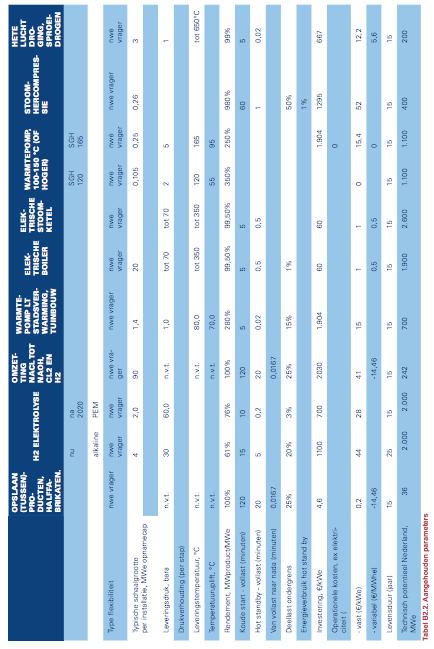 OPSLAAN (TUSSEN)-PRO-DUCTEN, HALFFA-BRIKATEN.
H2 ELEKTROLYSE
OMZET-TING NACL TOT NAOH, CL2 EN H2
WARMTE-POMP LT STADSVER-WARMING, TUINBOUW
ELEK-TRISCHE BOILER
ELEK-TRISCHE STOOM-KETEL
WARMTEPOMP, 100-150 °C (OF HOGER)
STOOM-HERCOMPRES-SIE
HETE LUCHT DRO-GING, SPROEI-DROGEN
nu na 2020 SGH 120 SGH 165
alkaline PEM
Type flexibiliteit nwe vrager nwe vrager nwe vrager nwe vra-ger nwe vrager nwe vrager nwe vrager nwe vrager nwe vrager nwe vrager nwe vrager
Typische schaalgrootte per installatie, MWe opnamecap 4 2,0 90 1,4 20 0,105 0,25 0,26 3
Leveringsdruk, bara n.v.t. 30 60,0 n.v.t. 1,0 tot 70 tot 70 2 5 1
Drukverhouding (per stap)
Leveringstemperatuur, °C n.v.t. n.v.t. 80,0 tot 350 tot 350 120 165 tot 650°C
Temperatuurlift, °C n.v.t. n.v.t. 70,0 55 95
Rendement, MWproduct/MWe 100% 61% 76% 100% 280% 99,50% 99,50% 350% 250% 980% 99%
Koude start - vollast (minuten) 120 15 10 120 5 5 5 60 5
Hot standby - vollast (minuten) 20 5 0,2 20 0,02 0,5 0,5 1 0,02
Van vollast naar nada (minuten) 0,0167 0,0167
Deellast ondergrens 25% 20% 3% 25% 15% 1% 50%
Energieverbruik hot stand by 1%
Investering, €/kWe 4,6 1100 700 2030 1.904 60 60 1.904 1295 667
Operationele kosten, ex elektri-citeit ( 0
- vast (€/kWe) 0,2 44 28 41 15 1 1 0 15,4 52 12,2
- variabel (€/MWhe) -14,46 -14,46 0,5 0,5 0 5,6
Levensduur (jaar) 15 25 15 15 15 15 15 15 15 15 15
Technisch potentieel Nederland, MWe 36 2.000 2.000 242 700 1.900 2.600 1.100 1.100 400 200
Tabel B2.2. Aangehouden parameters